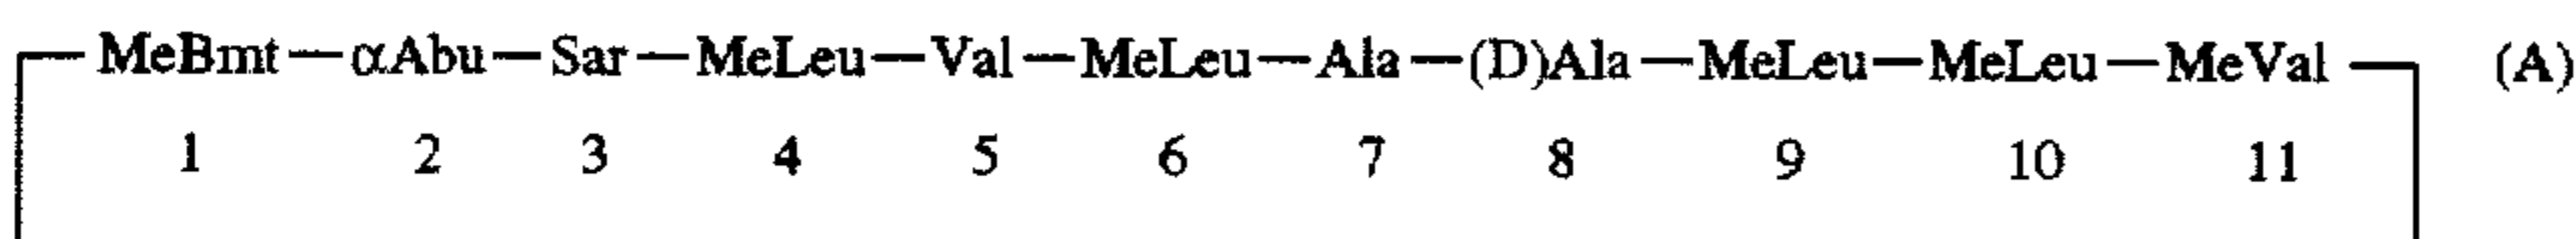 MeBmt—αAbu—Sar—MeLeu—Val—MeLeu—Ala—(D)Ala—MeLeu—MeLeu—MeVal (A)
1 2 3 4 5 6 7 8 9 10 11